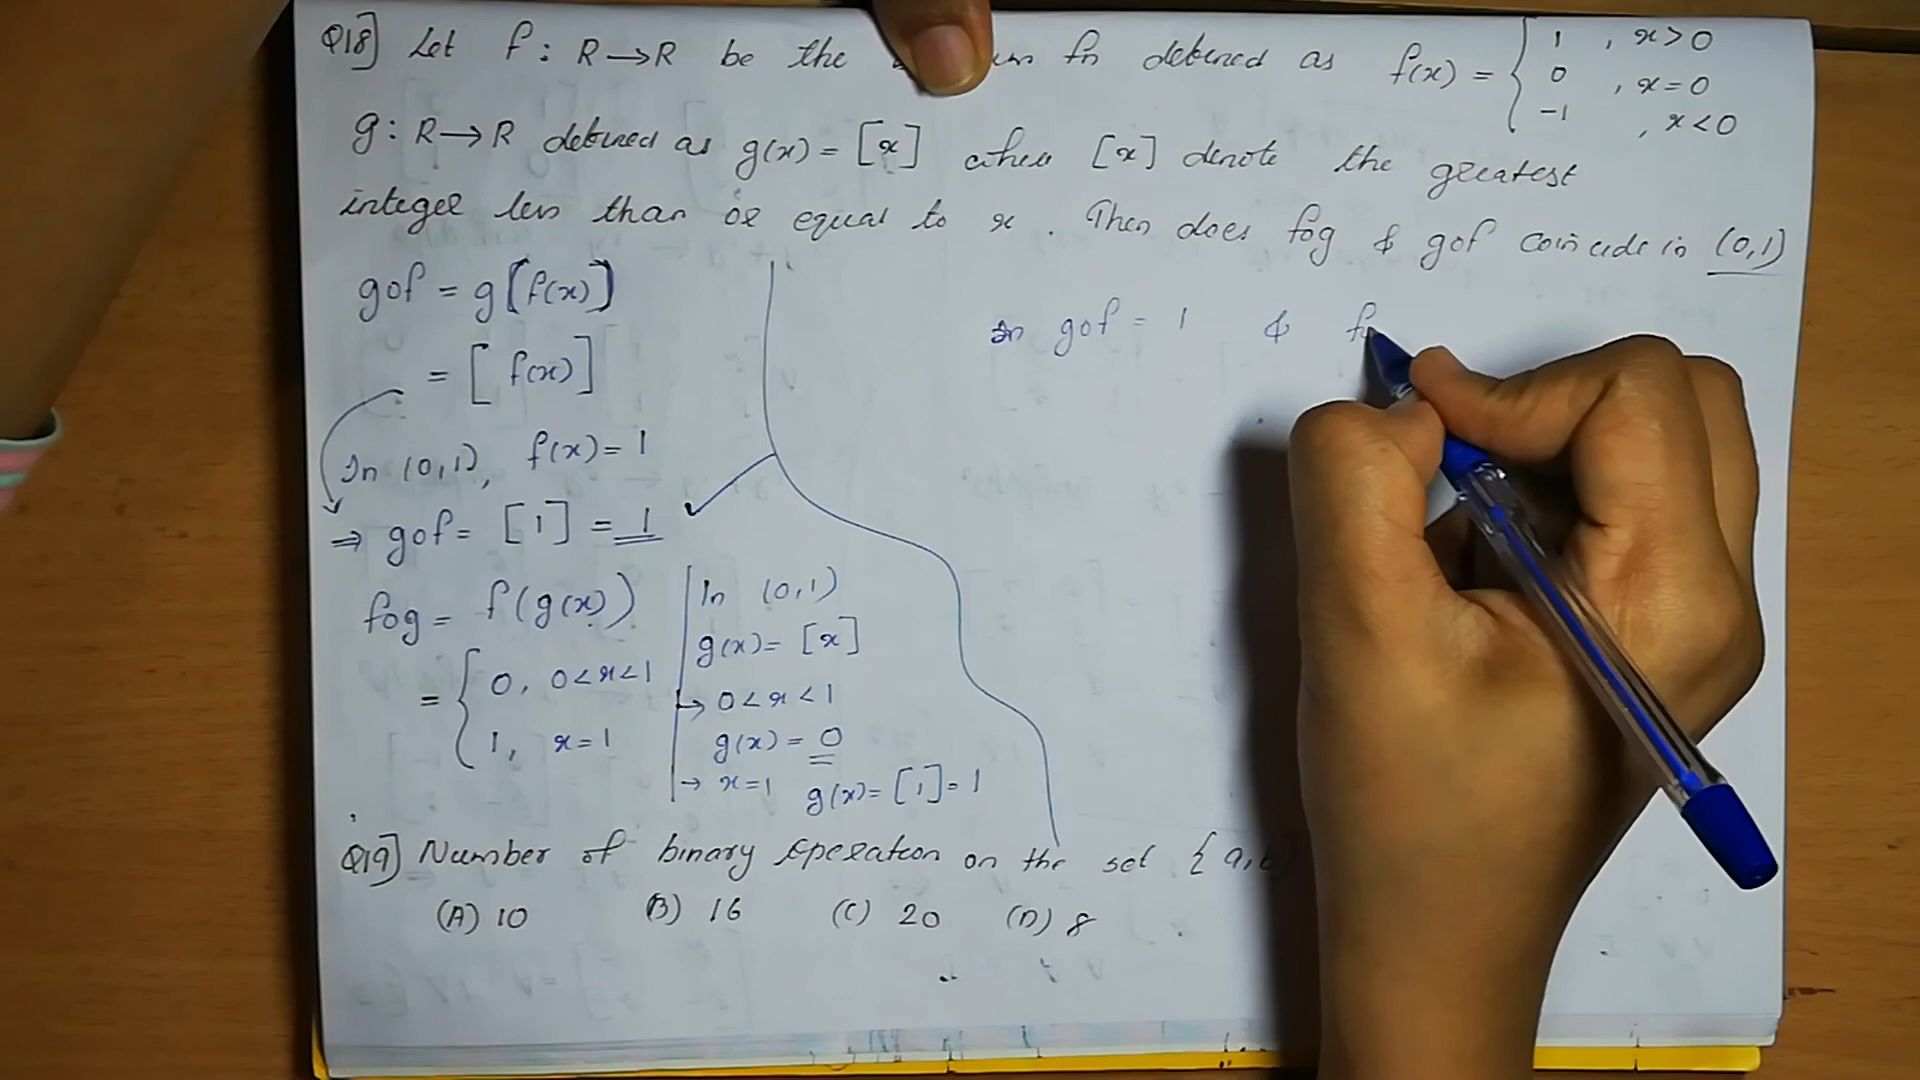 Q18] Let f : R→R be the fn defined as f(x) = { 1 , x>0
0 , x=0
-1 , x<0
g : R→R defined as g(x) = [x] where [x] denote the greatest
integer less than or equal to x . Then does fog & gof coincide in (0,1)
gof = g[f(x)]
= [f(x)]
In (0,1), f(x) = 1
⇒ gof = [1] = 1
fog = f(g(x))
= { 0, 0<x<1
1, x=1
In (0,1)
g(x) = [x]
→ 0<x<1
g(x) = 0
→ x=1 g(x) = [1] = 1
In gof = 1 & fo
Q19] Number of binary operation on the set {a,b}
(A) 10 (B) 16 (C) 20 (D) 8